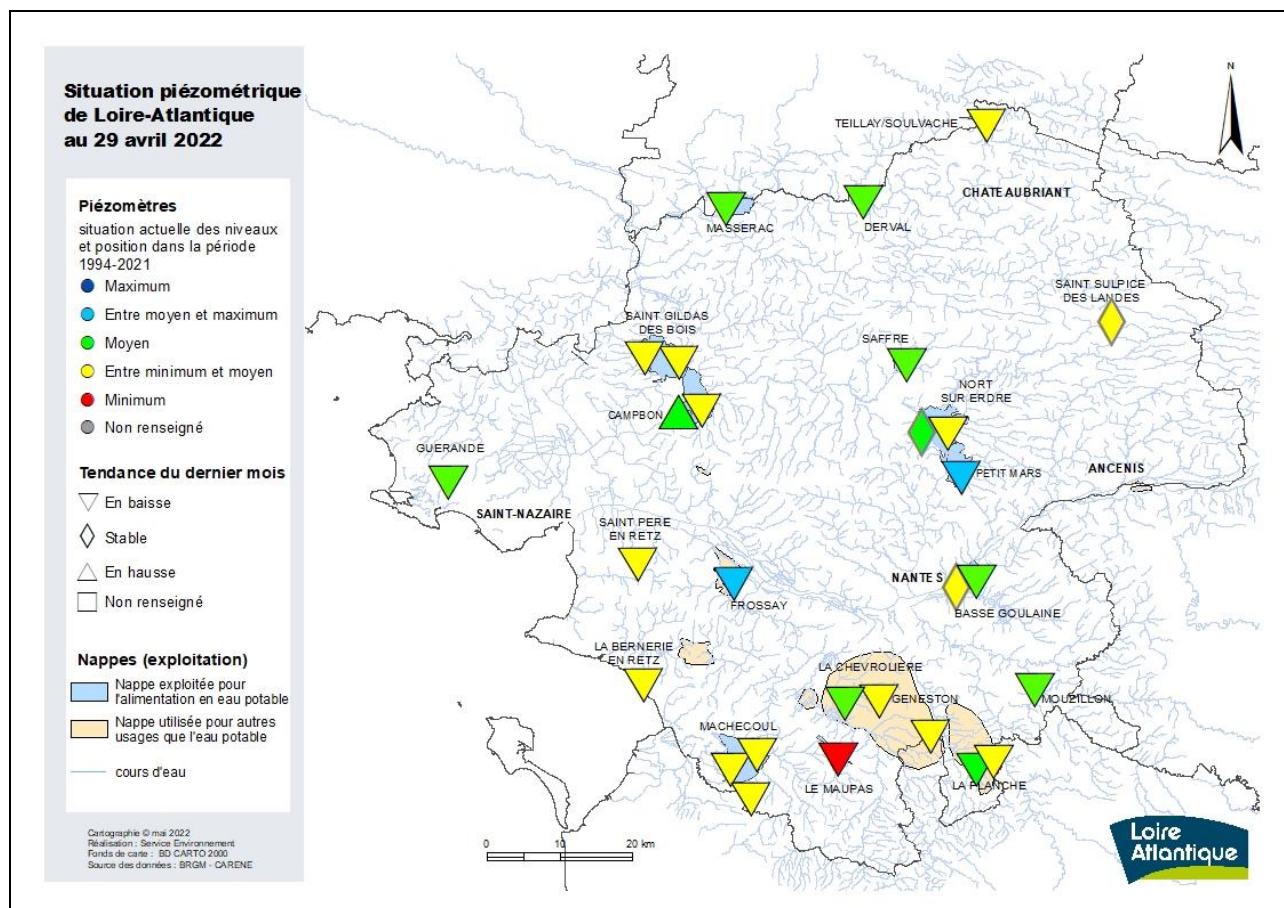 Situation piézométrique
de Loire-Atlantique
au 29 avril 2022
Piézomètres
situation actuelle des niveaux
et position dans la période
1994-2021
Maximum
Entre moyen et maximum
Moyen
Entre minimum et moyen
Minimum
Non renseigné
Tendance du dernier mois
En baisse
Stable
En hausse
Non renseigné
Nappes (exploitation)
Nappe exploitée pour
l'alimentation en eau potable
Nappe utilisée pour autres
usages que l'eau potable
cours d'eau
Cartographie © mai 2022
Réalisation : Service Environnement
Fonds de carte : BD CARTO 2000
Source des données : BRGM - CARENE
N
TEILLAY/SOULVACHE
CHATEAUBRIANT
MASSERAC
DERVAL
SAINT SULPICE
DES LANDES
SAINT GILDAS
DES BOIS
SAFFRE
NORT
SUR ERDRE
CAMPBON
GUERANDE
PETIT MARS
ANCENIS
SAINT-NAZAIRE
SAINT PERE
EN RETZ
FROSSAY
NANTES
BASSE GOULAINE
LA BERNERIE
EN RETZ
LA CHEVROLIERE
GENESTON
MOUZILLON
MACHECOUL
LE MAUPAS
LA PLANCHE
0 10 20 km
Loire
Atlantique